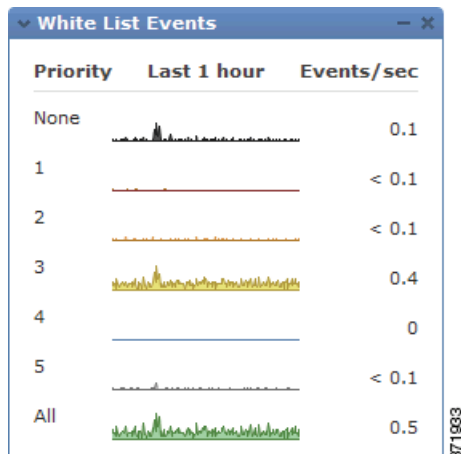 White List Events
Priority Last 1 hour Events/sec
None 0.1
1 < 0.1
2 < 0.1
3 0.4
4 0
5 < 0.1
All 0.5
371933